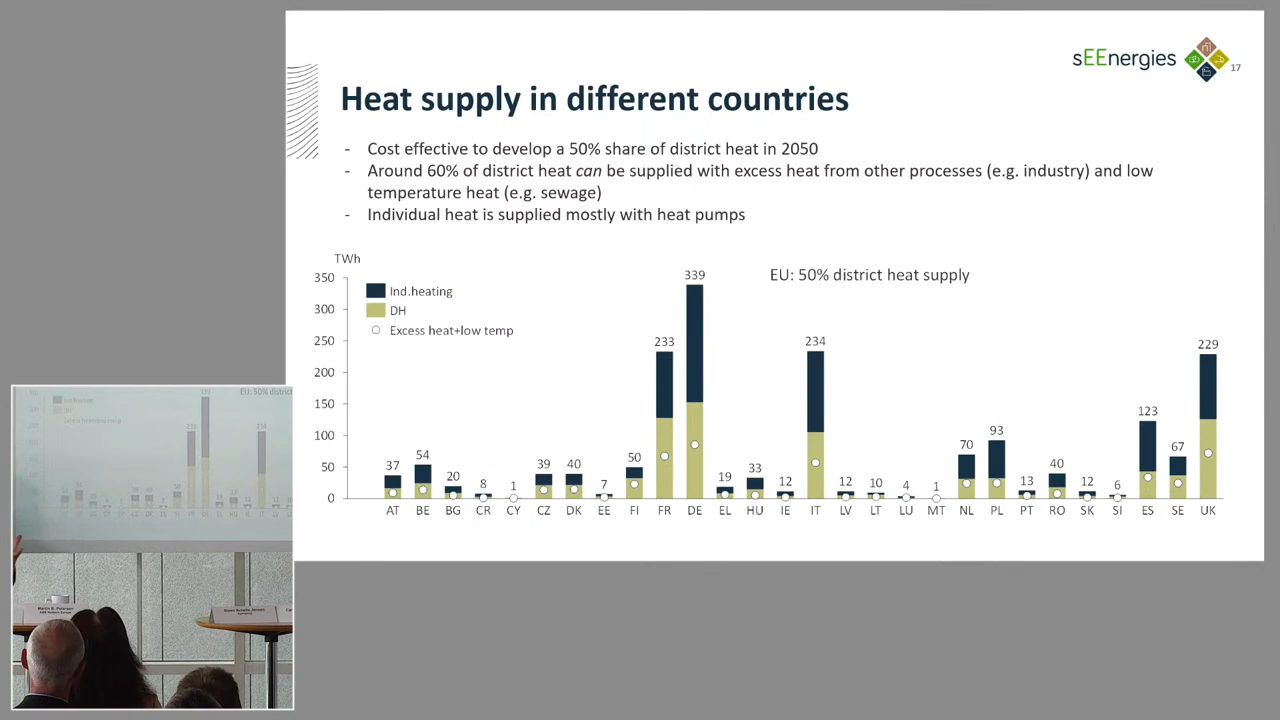 sEEnergies
17
Heat supply in different countries
- Cost effective to develop a 50% share of district heat in 2050
- Around 60% of district heat can be supplied with excess heat from other processes (e.g. industry) and low
temperature heat (e.g. sewage)
- Individual heat is supplied mostly with heat pumps
TWh
EU: 50% district heat supply
Ind.heating
DH
Excess heat+low temp
350
300
250
200
150
100
50
0
37 54 20 8 1 39 40 7 50 233 339 19 33 12 234 12 10 4 1 70 93 13 40 12 6 123 67 229
AT BE BG CR CY CZ DK EE FI FR DE EL HU IE IT LV LT LU MT NL PL PT RO SK SI ES SE UK
EU: 50% district